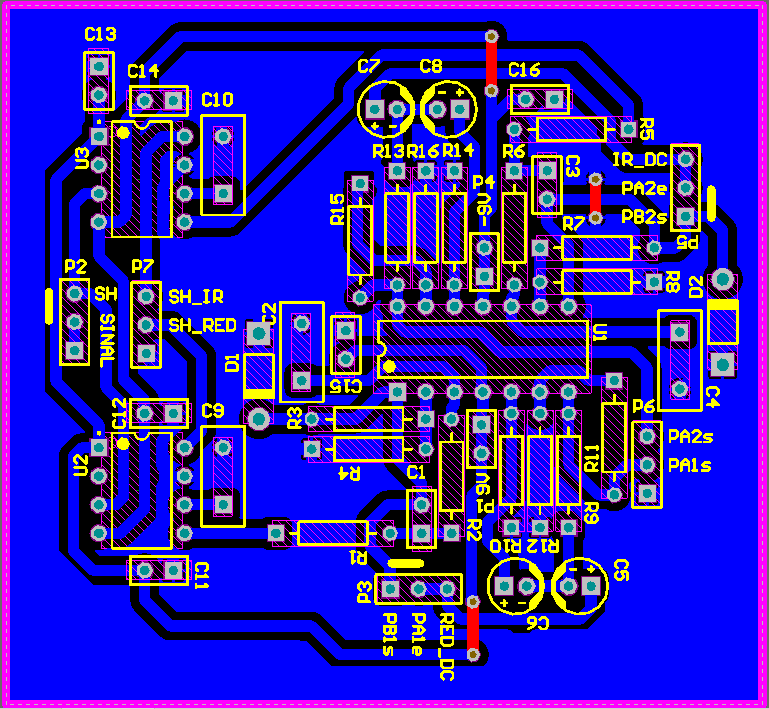 C13
C14
C10
C7
C8
C16
R5
U3
R13
R16
R14
R6
C3
IR_DC
PA2e
PB2s
P5
R15
P4
V6-
R7
R8
D2
P2
P7
SH
SINAL
SH_IR
SH_RED
C2
D1
C15
U1
C4
C12
C9
R3
R4
C1
P6
PA2s
PA1s
R11
U2
P1
V6
R2
R9
R10
R12
R1
C11
P3
PB1s
PA1e
RED_DC
C6
C5